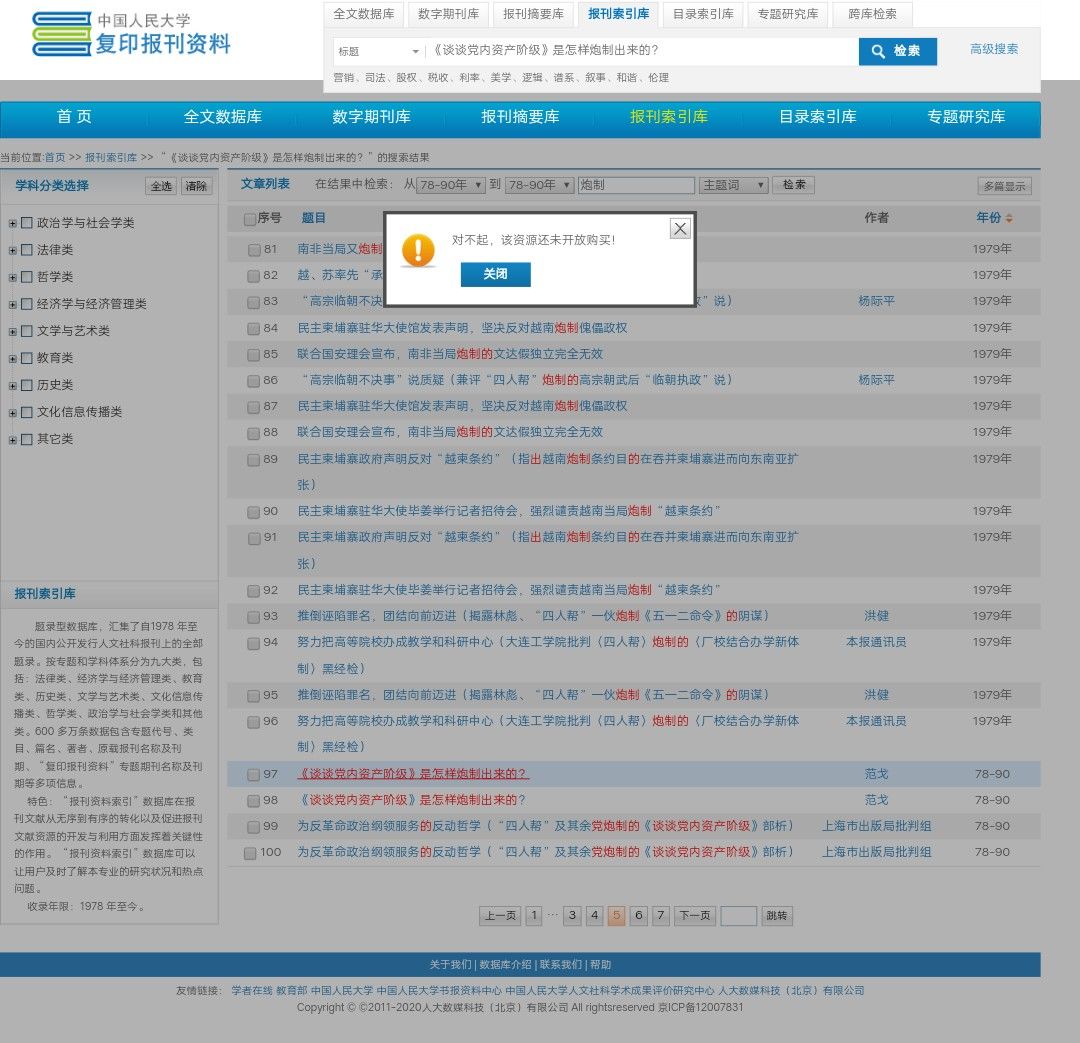 中国人民大学
复印报刊资料
全文数据库 数字期刊库 报刊摘要库 报刊索引库 目录索引库 专题研究库 跨库检索
标题 《谈谈党内资产阶级》是怎样炮制出来的？ 检索 高级搜索
营销、司法、股权、税收、利率、美学、逻辑、谱系、叙事、和谐、伦理
首 页 全文数据库 数字期刊库 报刊摘要库 报刊索引库 目录索引库 专题研究库
当前位置:首页 >> 报刊索引库 >> “《谈谈党内资产阶级》是怎样炮制出来的？”的搜索结果
学科分类选择 全选 清除
政治学与社会学类
法律类
哲学类
经济学与经济管理类
文学与艺术类
教育类
历史类
文化信息传播类
其它类
报刊索引库
题录型数据库，汇集了自1978 年至
今的国内公开发行人文社科报刊上的全部
题录。按专题和学科体系分为九大类，包
括：法律类、经济学与经济管理类、教育
类、历史类、文学与艺术类、文化信息传
播类、哲学类、政治学与社会学类和其他
类。600 多万条数据包含专题代号、类
目、篇名、著者、原载报刊名称及刊
期、“复印报刊资料”专题期刊名称及刊
期等多项信息。
特色：“报刊资料索引”数据库在报
刊文献从无序到有序的转化以及促进报刊
文献资源的开发与利用方面发挥着关键性
的作用。“报刊资料索引”数据库可以
让用户及时了解本专业的研究状况和热点
问题。
收录年限：1978 年至今。
文章列表 在结果中检索： 从 78-90年 到 78-90年 炮制 主题词 检索 多篇显示
序号 题目 作者 年份
对不起，该资源还未开放购买！
关闭
81 南非当局又炮制 1979年
82 越、苏率先“承 1979年
83 “高宗临朝不决 ”说） 杨际平 1979年
84 民主柬埔寨驻华大使馆发表声明，坚决反对越南炮制傀儡政权 1979年
85 联合国安理会宣布，南非当局炮制的文达假独立完全无效 1979年
86 “高宗临朝不决事”说质疑（兼评“四人帮”炮制的高宗朝武后“临朝执政”说） 杨际平 1979年
87 民主柬埔寨驻华大使馆发表声明，坚决反对越南炮制傀儡政权 1979年
88 联合国安理会宣布，南非当局炮制的文达假独立完全无效 1979年
89 民主柬埔寨政府声明反对“越柬条约”（指出越南炮制条约目的在吞并柬埔寨进而向东南亚扩 1979年
张）
90 民主柬埔寨驻华大使毕姜举行记者招待会，强烈谴责越南当局炮制“越柬条约” 1979年
91 民主柬埔寨政府声明反对“越柬条约”（指出越南炮制条约目的在吞并柬埔寨进而向东南亚扩 1979年
张）
92 民主柬埔寨驻华大使毕姜举行记者招待会，强烈谴责越南当局炮制“越柬条约” 1979年
93 推倒诬陷罪名，团结向前迈进（揭露林彪、“四人帮”一伙炮制《五一二命令》的阴谋） 洪健 1979年
94 努力把高等院校办成教学和科研中心（大连工学院批判〈四人帮〉炮制的〈厂校结合办学新体 本报通讯员 1979年
制〉黑经检）
95 推倒诬陷罪名，团结向前迈进（揭露林彪、“四人帮”一伙炮制《五一二命令》的阴谋） 洪健 1979年
96 努力把高等院校办成教学和科研中心（大连工学院批判〈四人帮〉炮制的〈厂校结合办学新体 本报通讯员 1979年
制〉黑经检）
97 《谈谈党内资产阶级》是怎样炮制出来的？ 范戈 78-90
98 《谈谈党内资产阶级》是怎样炮制出来的？ 范戈 78-90
99 为反革命政治纲领服务的反动哲学（“四人帮”及其余党炮制的《谈谈党内资产阶级》部析） 上海市出版局批判组 78-90
100 为反革命政治纲领服务的反动哲学（“四人帮”及其余党炮制的《谈谈党内资产阶级》部析） 上海市出版局批判组 78-90
上一页 1 ··· 3 4 5 6 7 下一页 跳转
关于我们 | 数据库介绍 | 联系我们 | 帮助
友情链接： 学者在线 教育部 中国人民大学 中国人民大学书报资料中心 中国人民大学人文社会科学学术成果评价研究中心 人大数媒科技（北京）有限公司
Copyright © ©2011-2020人大数媒科技（北京）有限公司 All rightsreserved 京ICP备12007831